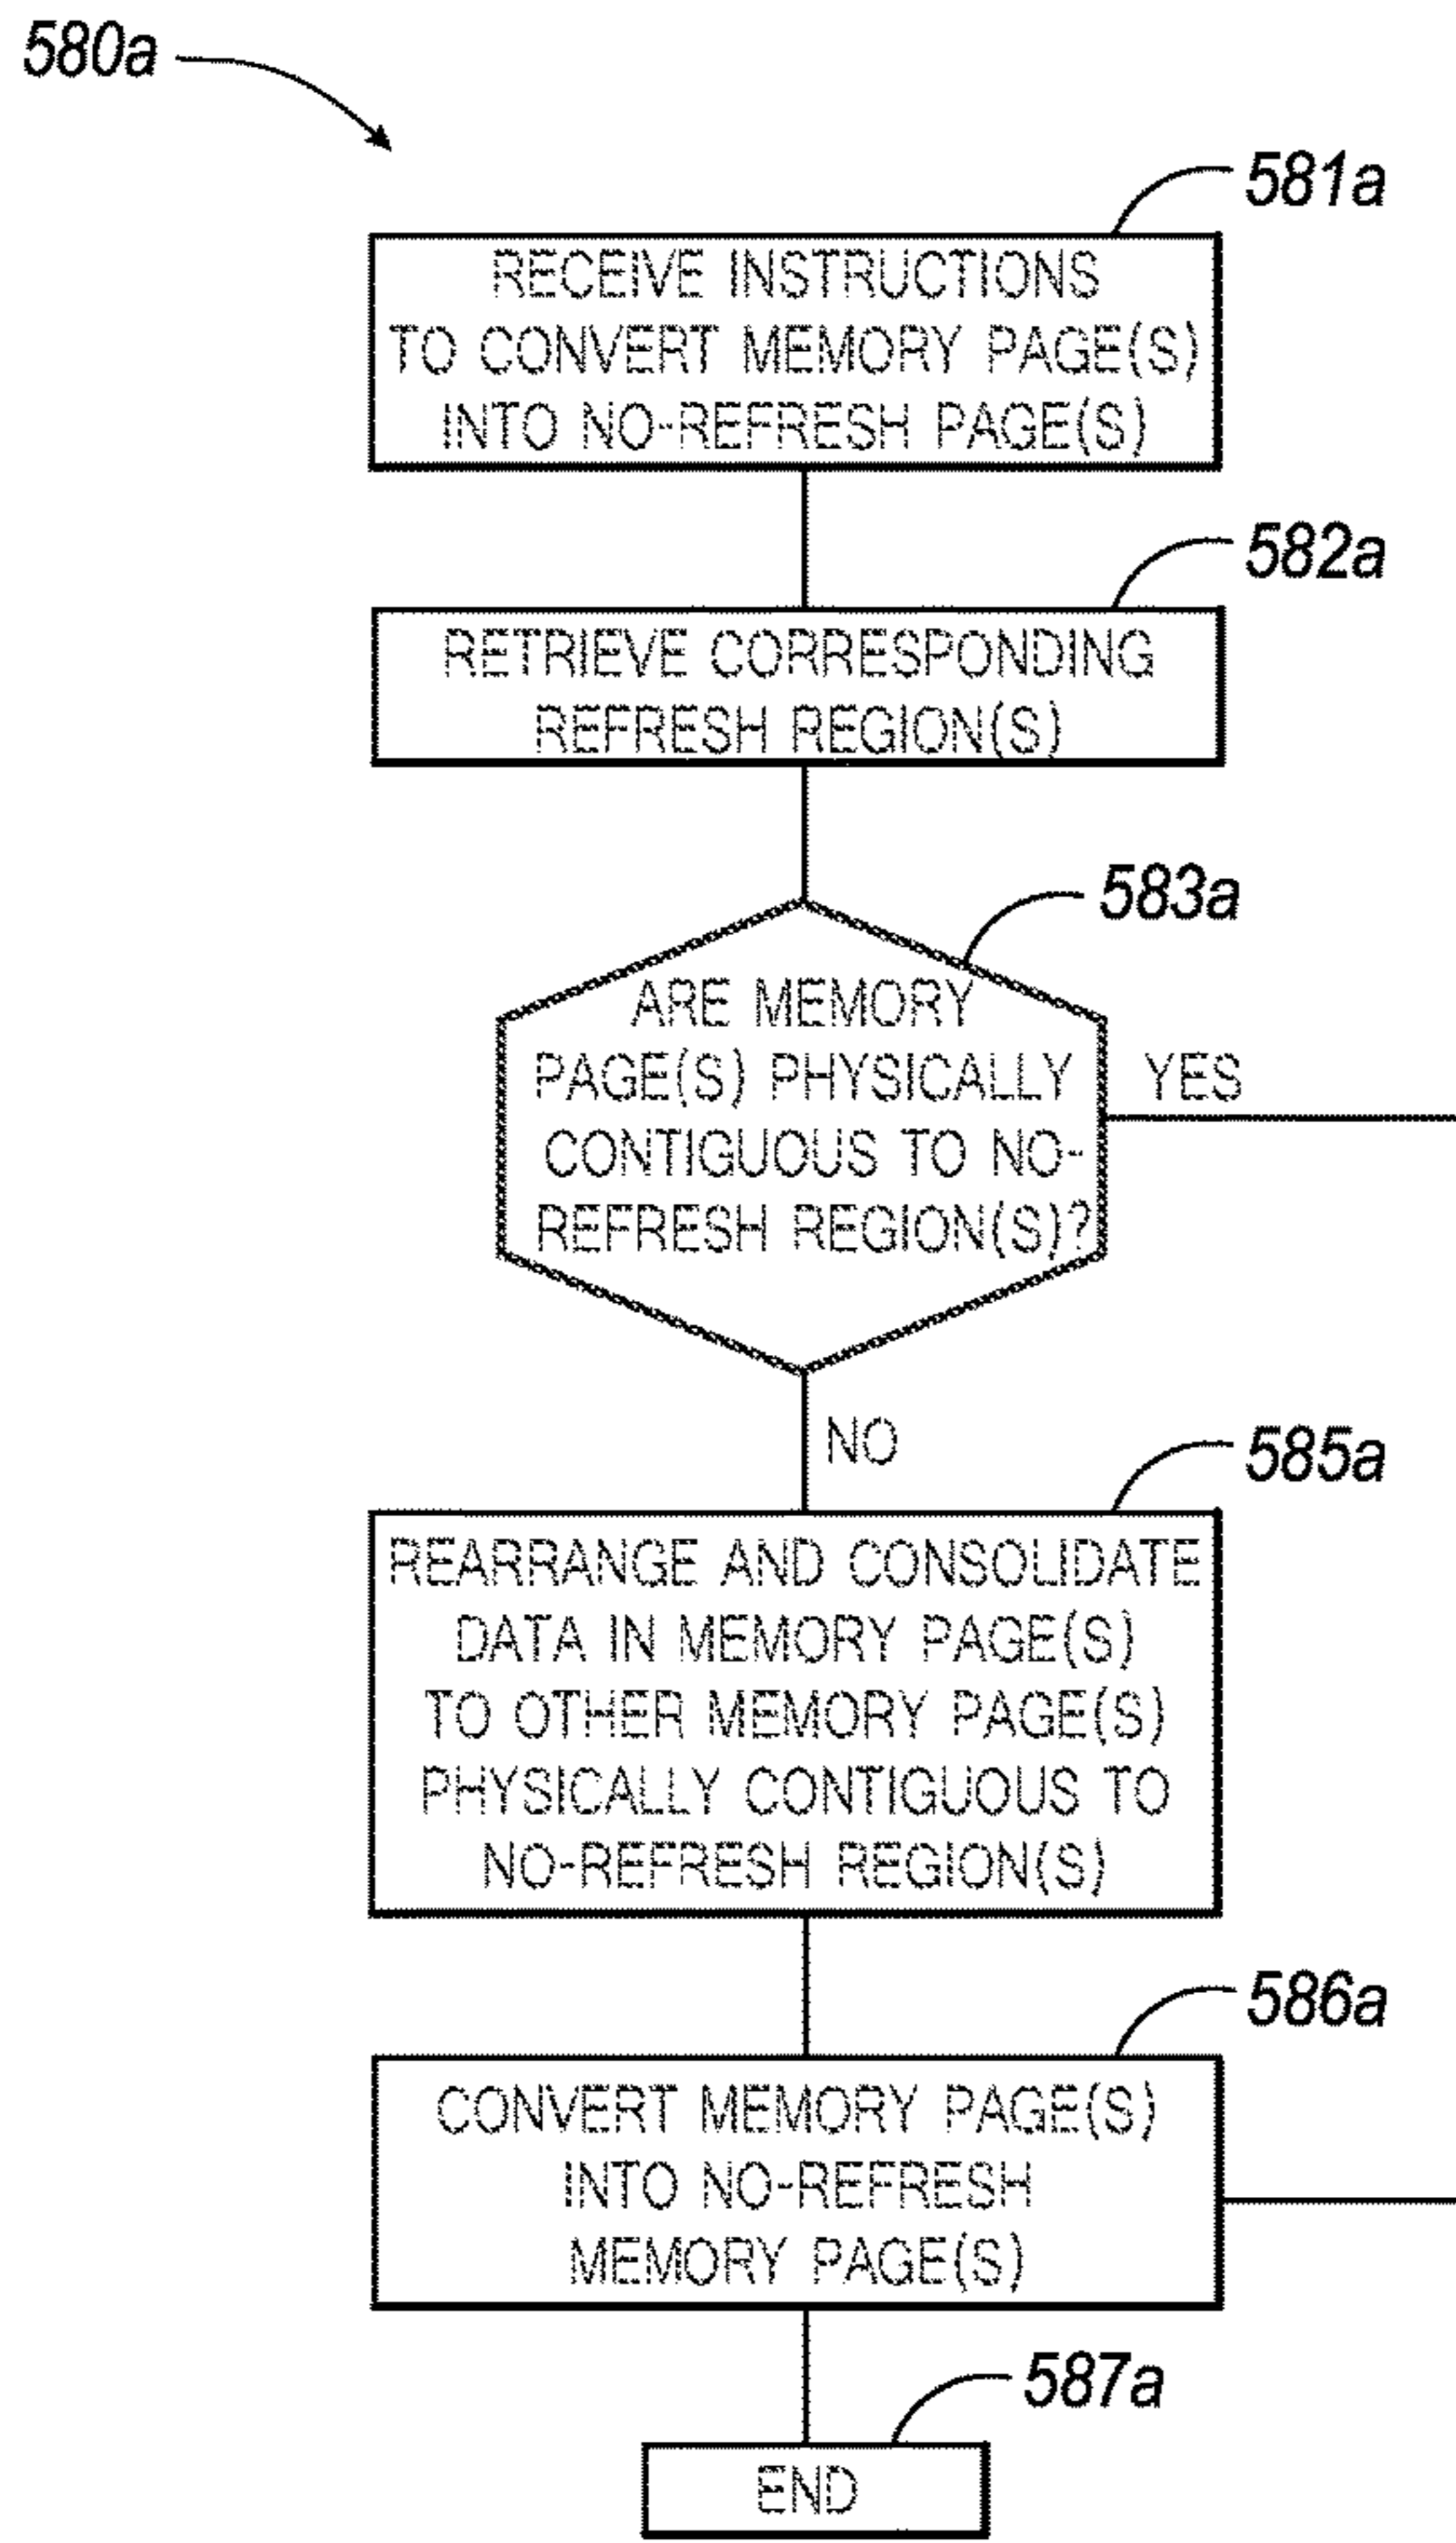 580a
581a
RECEIVE INSTRUCTIONS
TO CONVERT MEMORY PAGE(S)
INTO NO-REFRESH PAGE(S)
582a
RETRIEVE CORRESPONDING
REFRESH REGION(S)
583a
ARE MEMORY
PAGE(S) PHYSICALLY
CONTIGUOUS TO NO-
REFRESH REGION(S)?
YES
NO
585a
REARRANGE AND CONSOLIDATE
DATA IN MEMORY PAGE(S)
TO OTHER MEMORY PAGE(S)
PHYSICALLY CONTIGUOUS TO
NO-REFRESH REGION(S)
586a
CONVERT MEMORY PAGE(S)
INTO NO-REFRESH
MEMORY PAGE(S)
587a
END